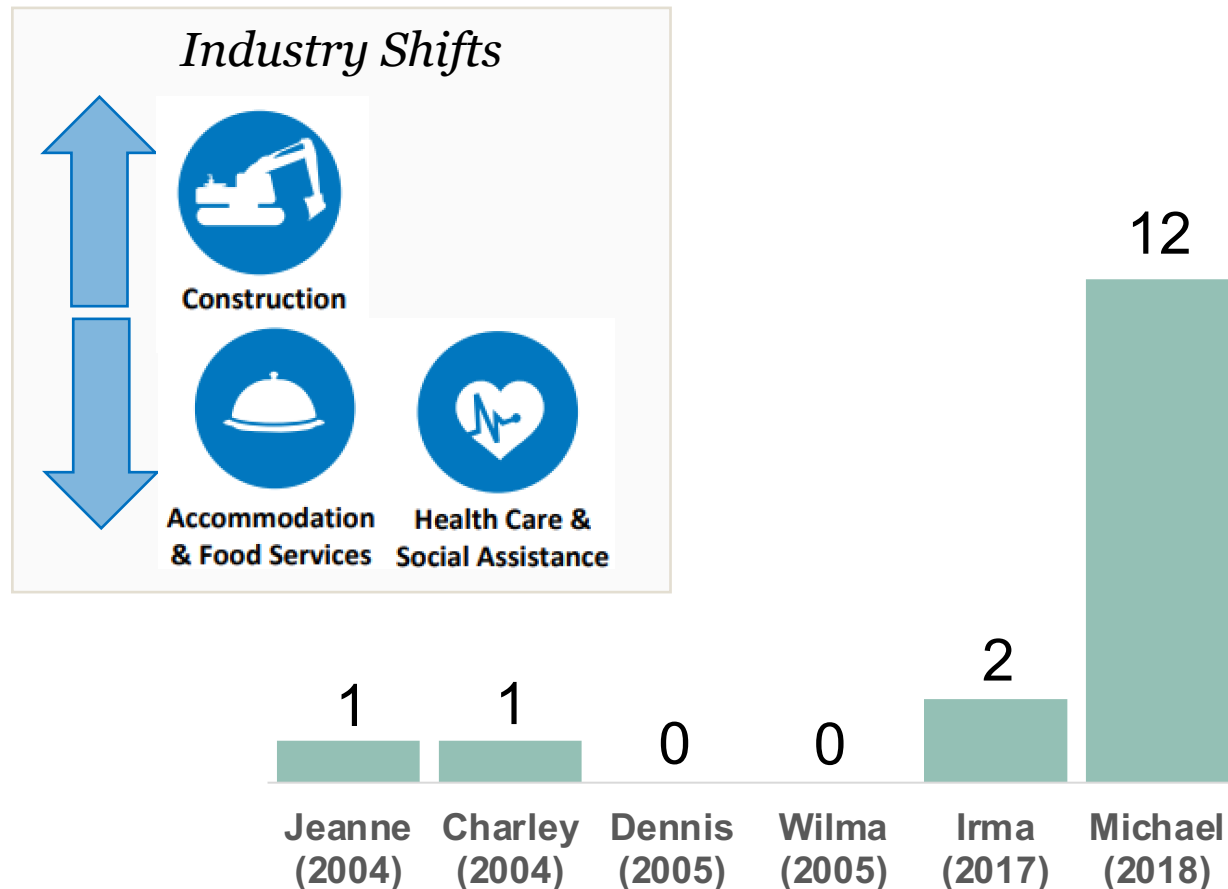 Industry Shifts
Construction
Accommodation
& Food Services
Health Care &
Social Assistance
1
1
0
0
2
12
Jeanne
(2004)
Charley
(2004)
Dennis
(2005)
Wilma
(2005)
Irma
(2017)
Michael
(2018)